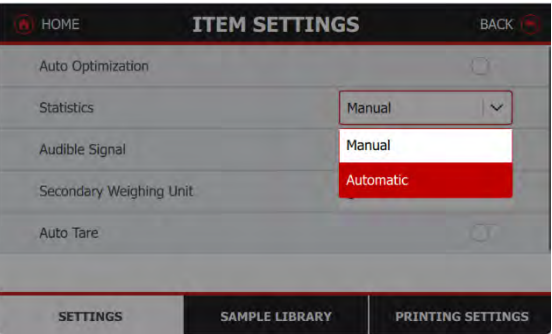 HOME ITEM SETTINGS BACK
Auto Optimization
Statistics Manual
Audible Signal Manual
Automatic
Secondary Weighing Unit
Auto Tare
SETTINGS SAMPLE LIBRARY PRINTING SETTINGS